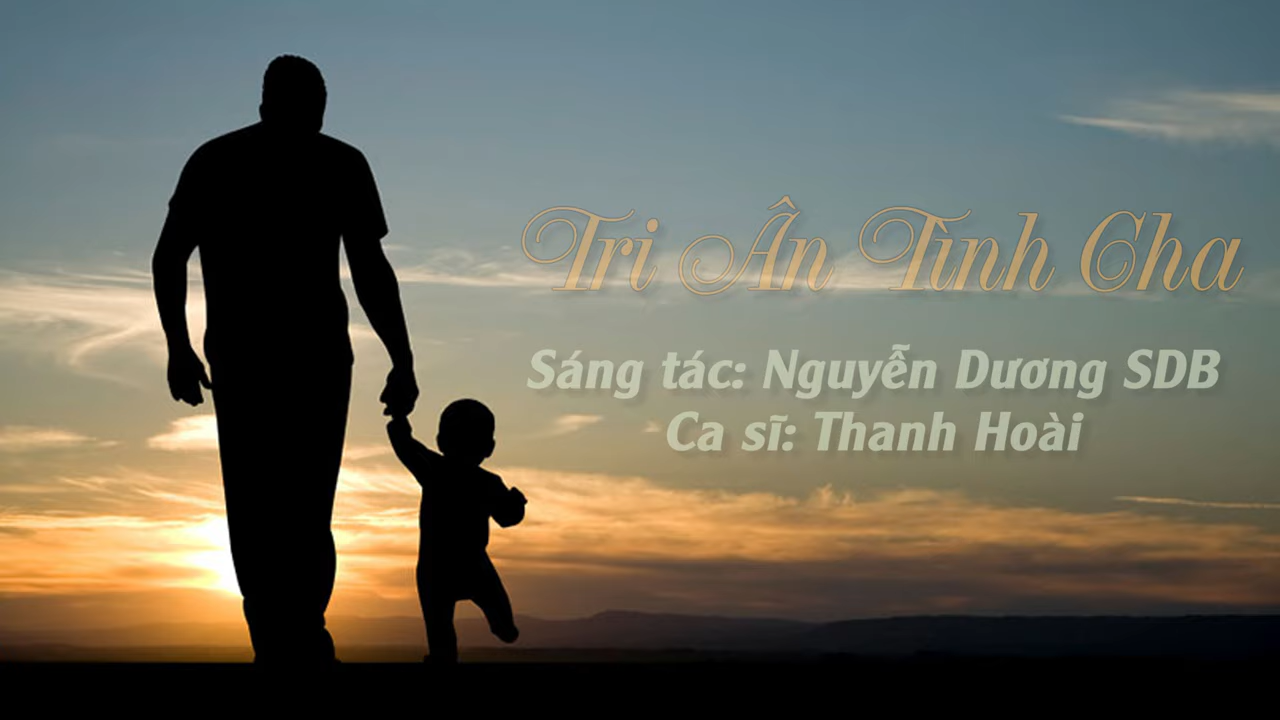 Tri Ân Tình Cha
Sáng tác: Nguyễn Dương SDB
Ca sĩ: Thanh Hoài